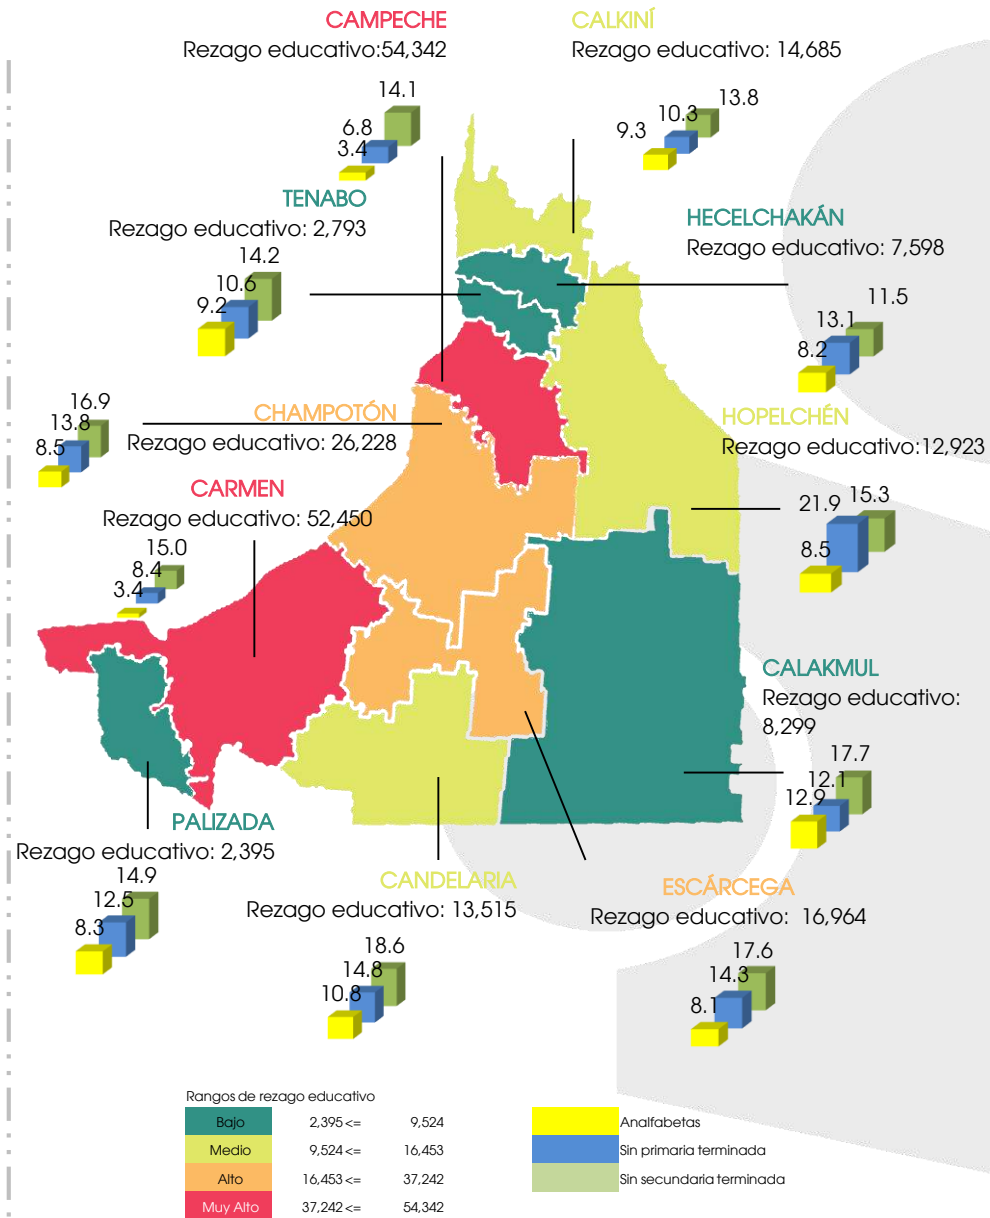 CAMPECHE
Rezago educativo:54,342
14.1
6.8
3.4
CALKINÍ
Rezago educativo: 14,685
13.8
10.3
9.3
TENABO
Rezago educativo: 2,793
14.2
10.6
9.2
HECELCHAKÁN
Rezago educativo: 7,598
11.5
13.1
8.2
CHAMPOTÓN
Rezago educativo: 26,228
16.9
13.8
8.5
HOPELCHÉN
Rezago educativo:12,923
21.9
15.3
8.5
CARMEN
Rezago educativo: 52,450
15.0
8.4
3.4
CALAKMUL
Rezago educativo:
8,299
17.7
12.1
12.9
PALIZADA
Rezago educativo: 2,395
14.9
12.5
8.3
CANDELARIA
Rezago educativo: 13,515
18.6
14.8
10.8
ESCÁRCEGA
Rezago educativo: 16,964
17.6
14.3
8.1
Rangos de rezago educativo
Bajo 2,395 <= 9,524
Medio 9,524 <= 16,453
Alto 16,453 <= 37,242
Muy Alto 37,242 <= 54,342
Analfabetas
Sin primaria terminada
Sin secundaria terminada